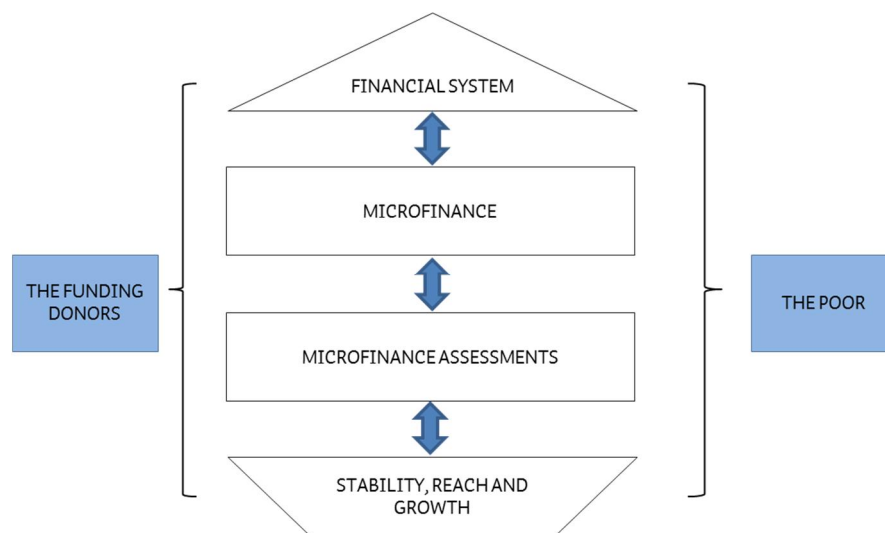 FINANCIAL SYSTEM
MICROFINANCE
THE FUNDING
DONORS
THE POOR
MICROFINANCE ASSESSMENTS
STABILITY, REACH AND
GROWTH